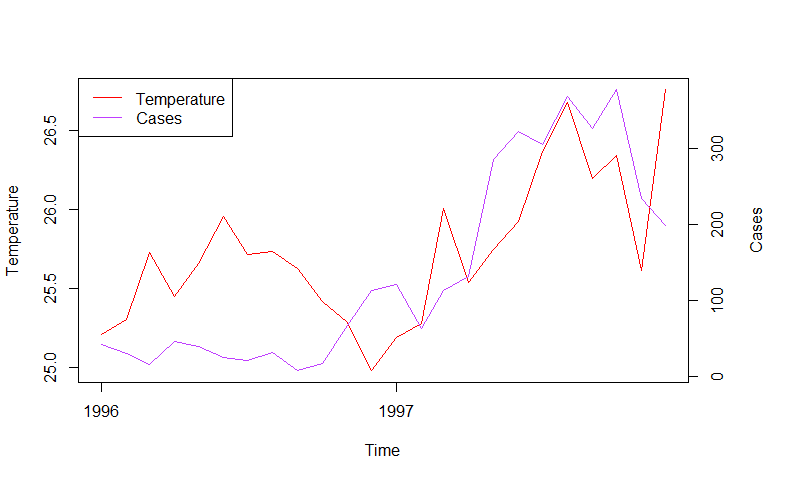 Temperature
Cases
26.5
26.0
25.5
25.0
Temperature
300
200
100
0
Cases
1996 1997
Time